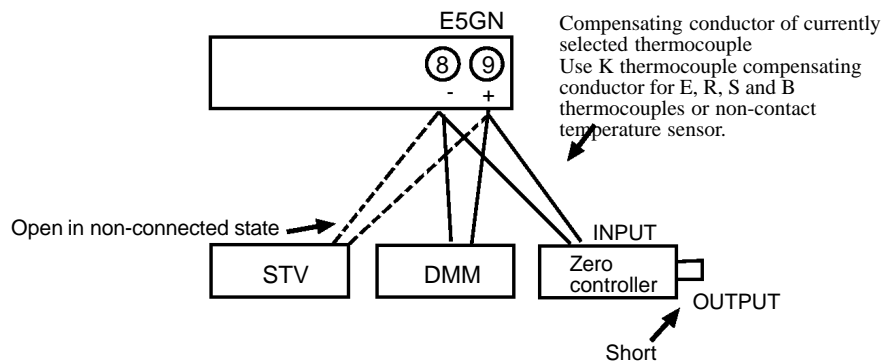 E5GN
Compensating conductor of currently
selected thermocouple
Use K thermocouple compensating
conductor for E, R, S and B
thermocouples or non-contact
temperature sensor.
8 9
- +
Open in non-connected state
INPUT
STV
DMM
Zero
controller
OUTPUT
Short